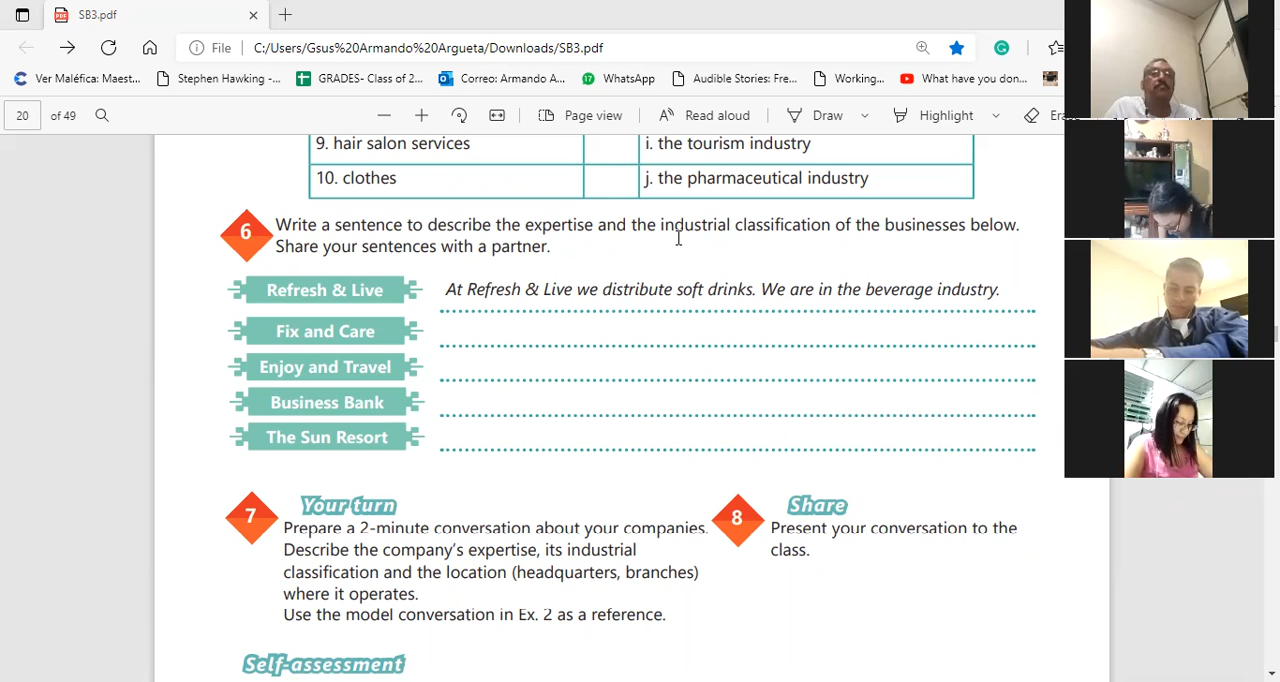 SB3.pdf
File C:/Users/Gsus%20Armando%20Argueta/Downloads/SB3.pdf
Ver Maléfica: Maest... Stephen Hawking -... GRADES- Class of 2... Correo: Armando A... 17 WhatsApp Audible Stories: Fre... Working... What have you don...
20 of 49 Page view Read aloud Draw Highlight
9. hair salon services i. the tourism industry
10. clothes j. the pharmaceutical industry
6 Write a sentence to describe the expertise and the industrial classification of the businesses below.
Share your sentences with a partner.
Refresh & Live At Refresh & Live we distribute soft drinks. We are in the beverage industry.
Fix and Care
Enjoy and Travel
Business Bank
The Sun Resort
7 Your turn
Prepare a 2-minute conversation about your companies.
Describe the company's expertise, its industrial
classification and the location (headquarters, branches)
where it operates.
Use the model conversation in Ex. 2 as a reference.
8 Share
Present your conversation to the
class.
Self-assessment